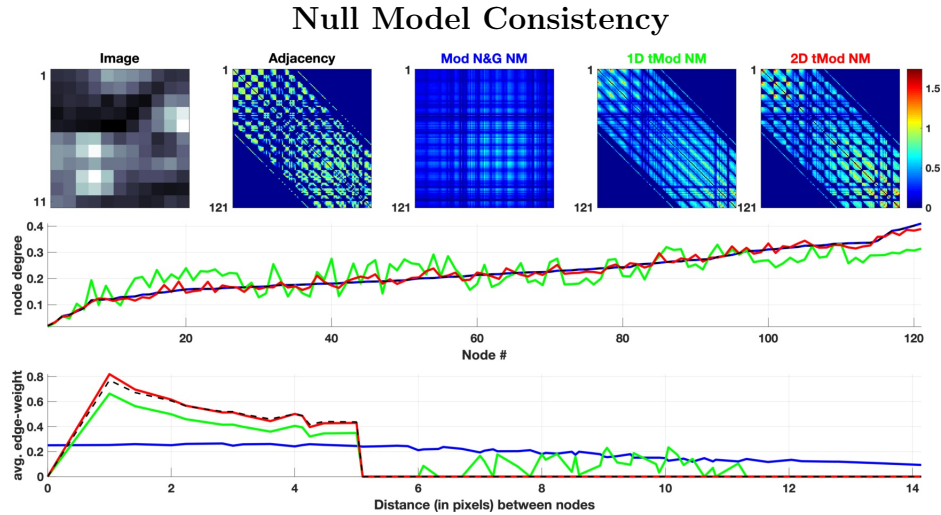 Null Model Consistency
Image Adjacency Mod N&G NM 1D tMod NM 2D tMod NM
1 1 1 1 1
1.5
1
0.5
0
11 121 121 121 121
node degree
0.4
0.3
0.2
0.1
20 40 60 80 100 120
Node #
avg. edge-weight
0.8
0.6
0.4
0.2
0
0 2 4 6 8 10 12 14
Distance (in pixels) between nodes